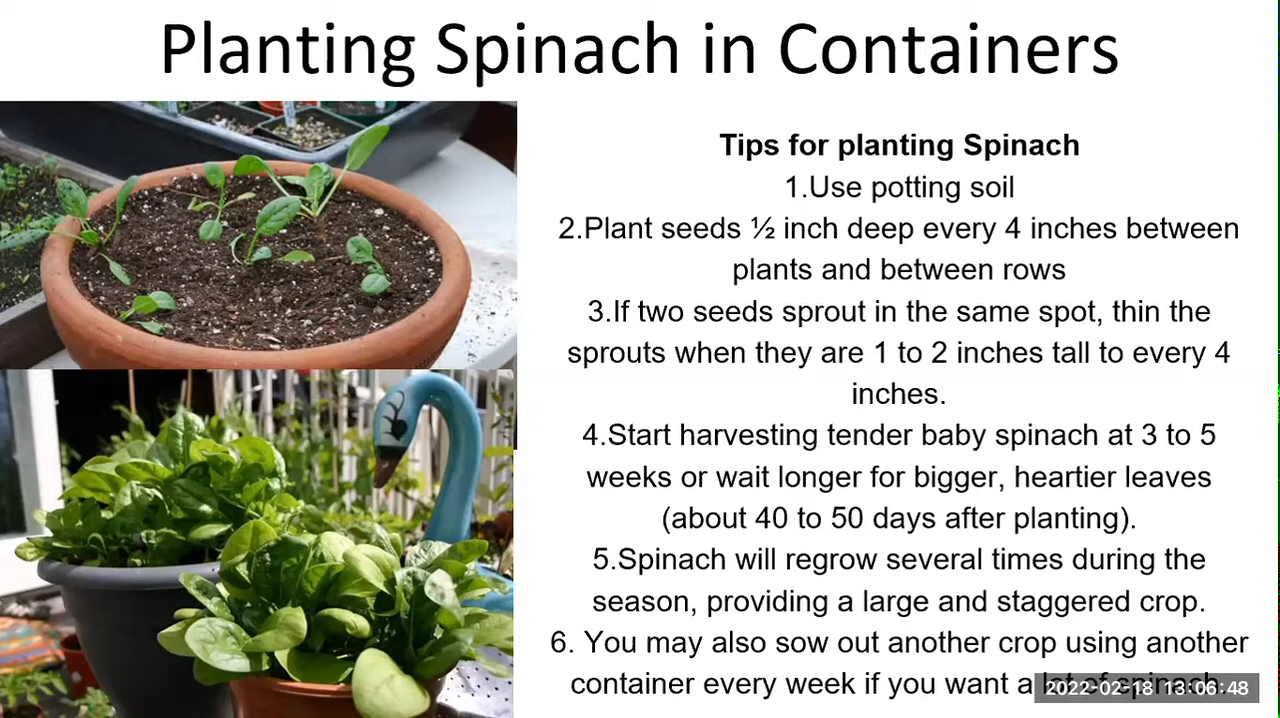 Planting Spinach in Containers
Tips for planting Spinach
1.Use potting soil
2.Plant seeds ½ inch deep every 4 inches between
plants and between rows
3.If two seeds sprout in the same spot, thin the
sprouts when they are 1 to 2 inches tall to every 4
inches.
4.Start harvesting tender baby spinach at 3 to 5
weeks or wait longer for bigger, heartier leaves
(about 40 to 50 days after planting).
5.Spinach will regrow several times during the
season, providing a large and staggered crop.
6. You may also sow out another crop using another
container every week if you want a lot of spinach.
2022-02-18 13:06:48